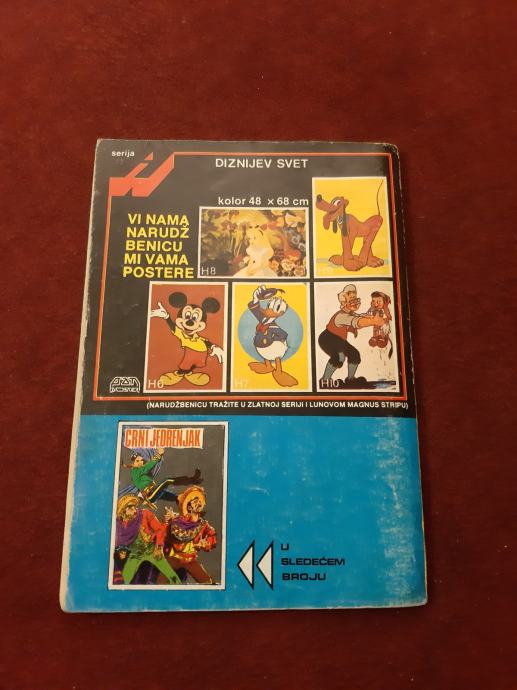 serija
DIZNIJEV SVET
kolor 48 x 68 cm
VI NAMA
NARUDŽ
BENICU
MI VAMA
POSTERE
H8
H9
H6
H7
H10
(NARUDŽBENICU TRAŽITE U ZLATNOJ SERIJI I LUNOVOM MAGNUS STRIPU)
CRNI JEDRENJAK
U
SLEDEĆEM
BROJU